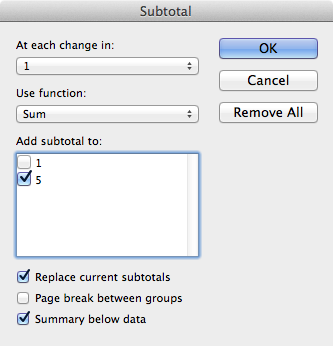 Subtotal
At each change in:
1
OK
Cancel
Use function:
Sum
Remove All
Add subtotal to:
1
5
Replace current subtotals
Page break between groups
Summary below data